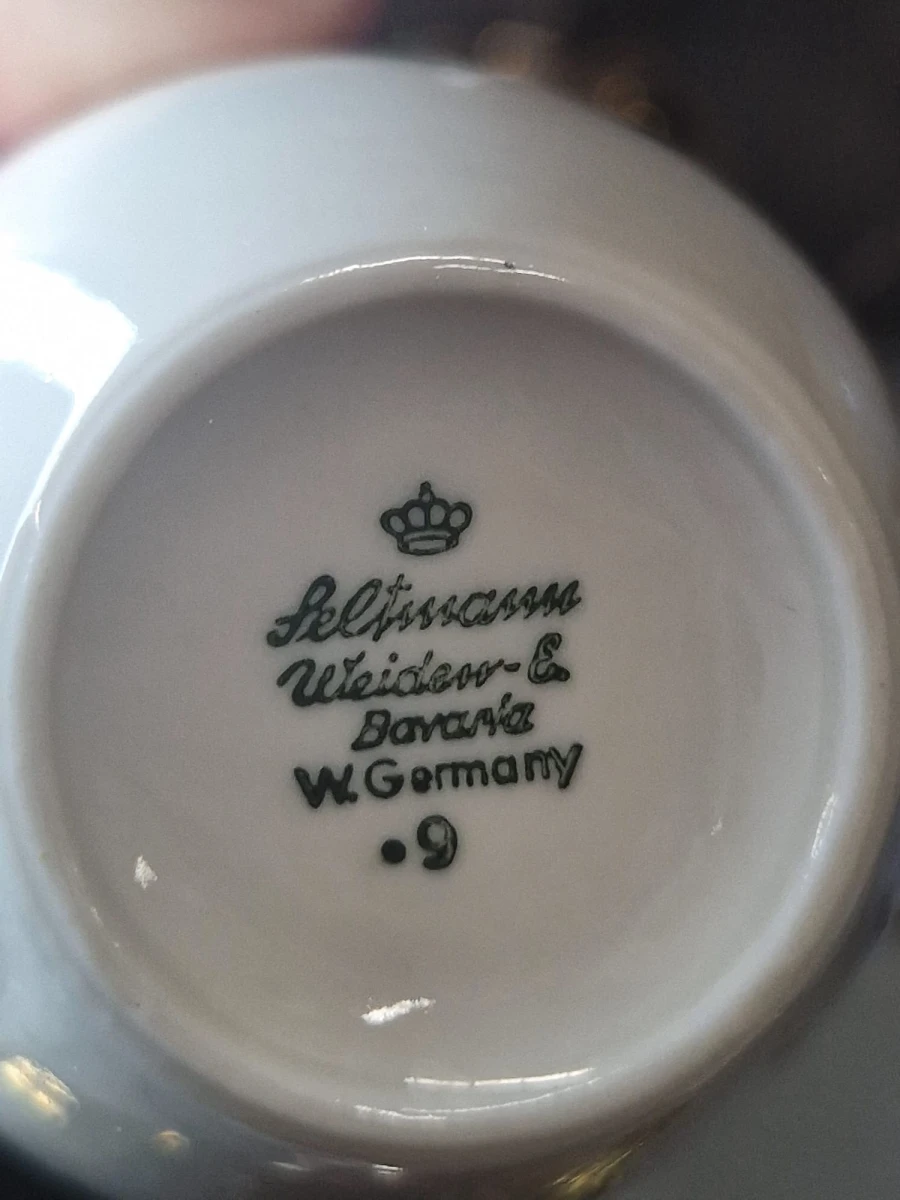 Seltmann
Weiden-E.
Bavaria
W.Germany
•9